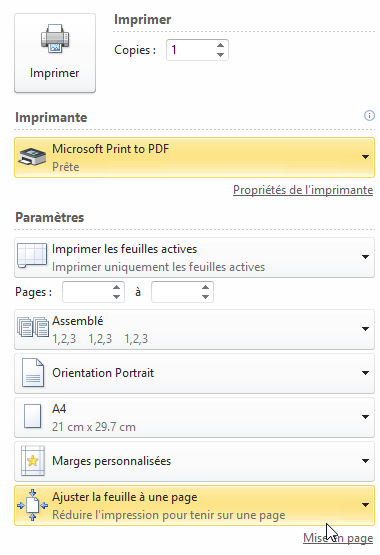 Imprimer
Copies : 1
Imprimer
Imprimante
Microsoft Print to PDF
Prête
Propriétés de l'imprimante
Paramètres
Imprimer les feuilles actives
Imprimer uniquement les feuilles actives
Pages : à
Assemblé
1,2,3 1,2,3 1,2,3
Orientation Portrait
A4
21 cm x 29.7 cm
Marges personnalisées
Ajuster la feuille à une page
Réduire l'impression pour tenir sur une page
Mise en page